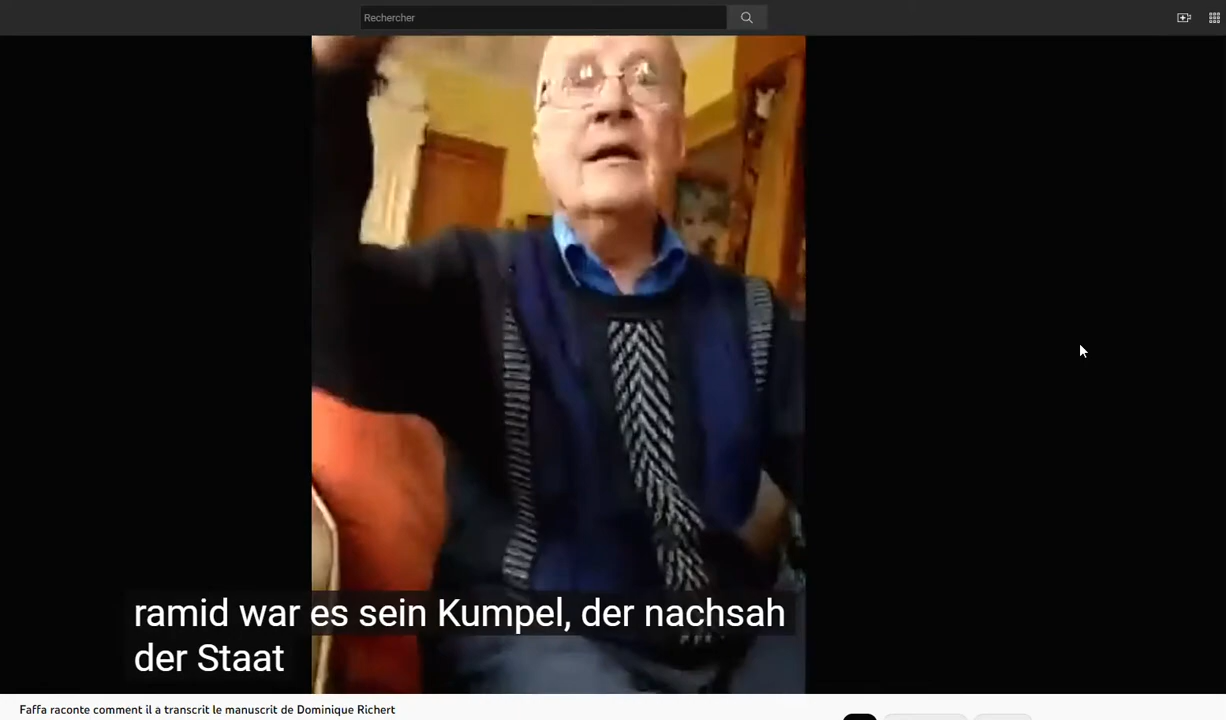 Rechercher
ramid war es sein Kumpel, der nachsah
der Staat
Faffa raconte comment il a transcrit le manuscrit de Dominique Richert